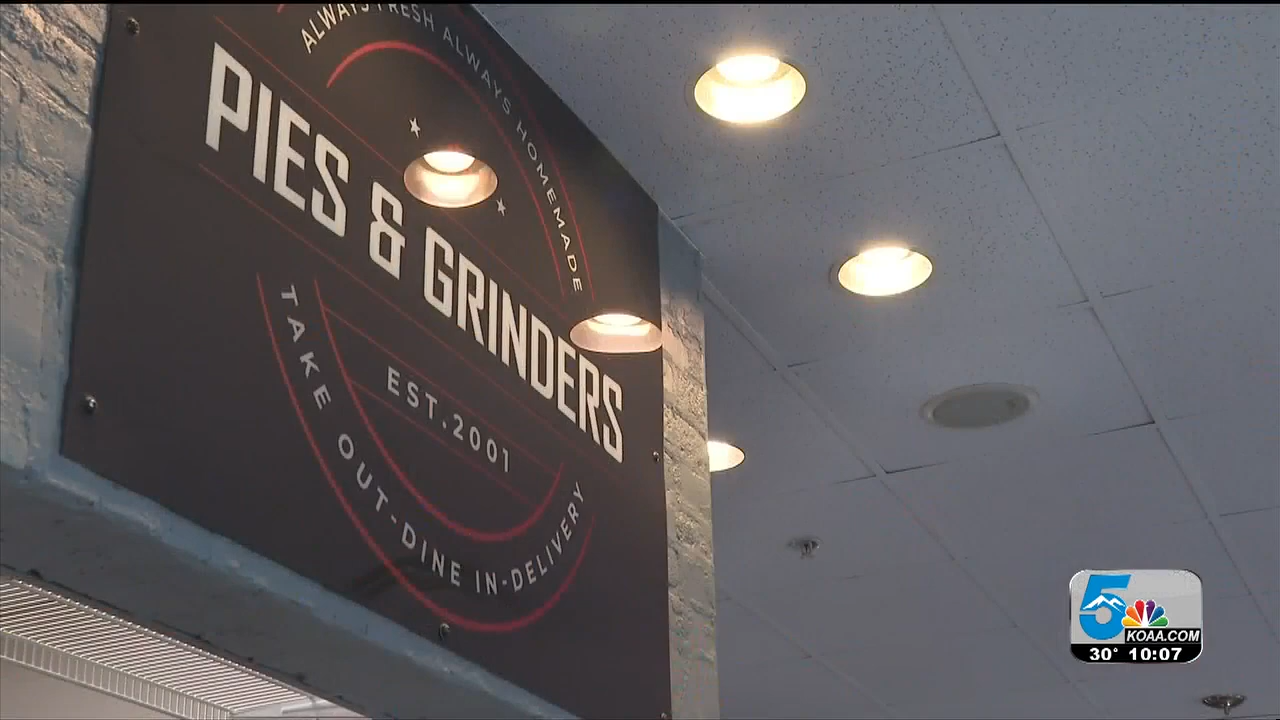 ALWAYS FRESH ALWAYS HOMEMADE
PIES & GRINDERS
EST. 2001
TAKE OUT-DINE IN-DELIVERY
5
KOAA.COM
30° 10:07